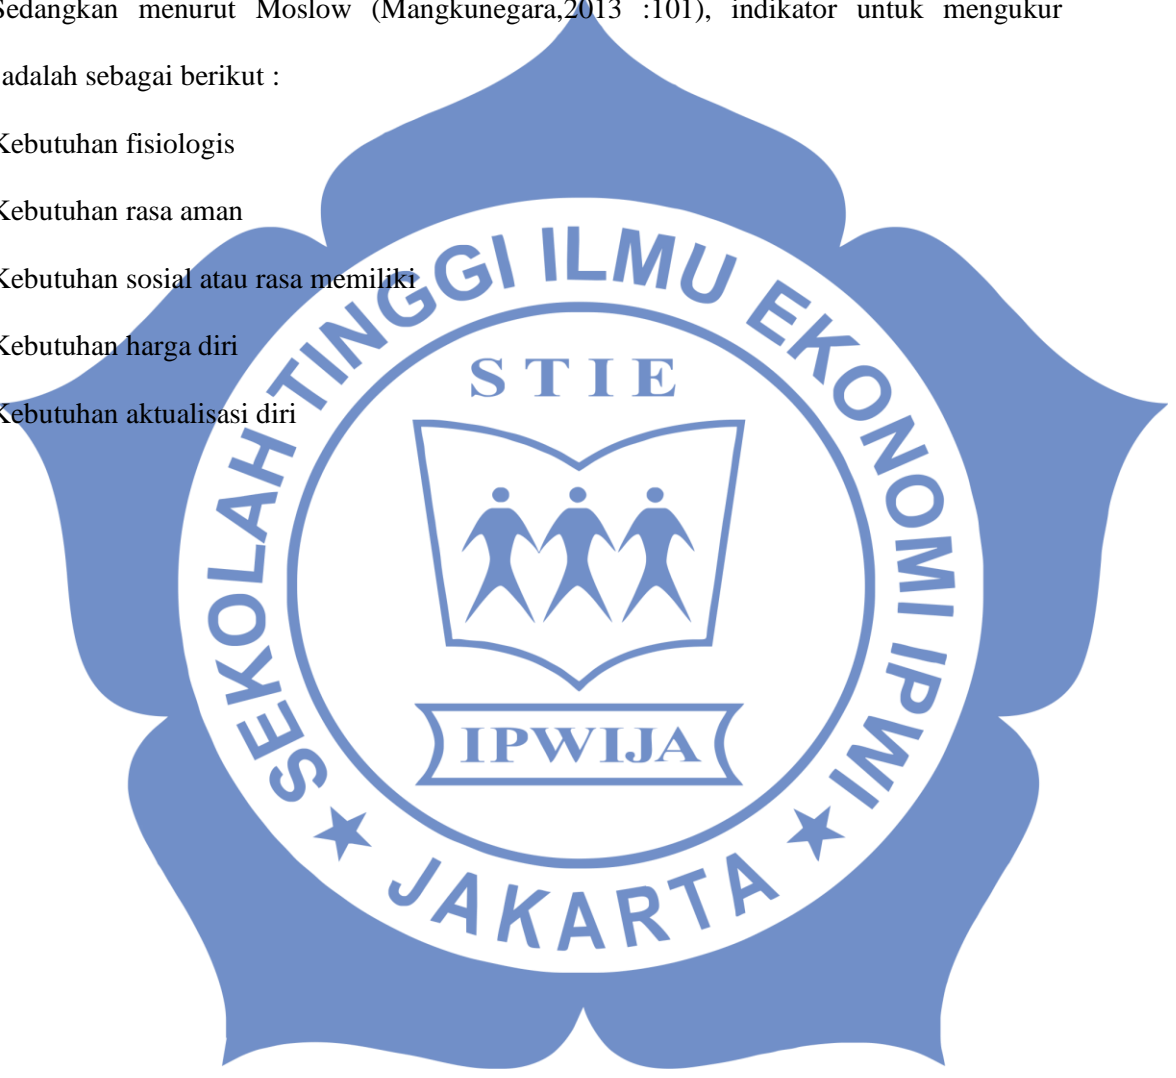 Sedangkan menurut Moslow (Mangkunegara,2013 :101), indikator untuk mengukur
adalah sebagai berikut :
Kebutuhan fisiologis
Kebutuhan rasa aman
Kebutuhan sosial atau rasa memiliki
Kebutuhan harga diri
Kebutuhan aktualisasi diri
SEKOLAH TINGGI ILMU EKONOMI IPWI
STIE
IPWIJA
★ JAKARTA ★